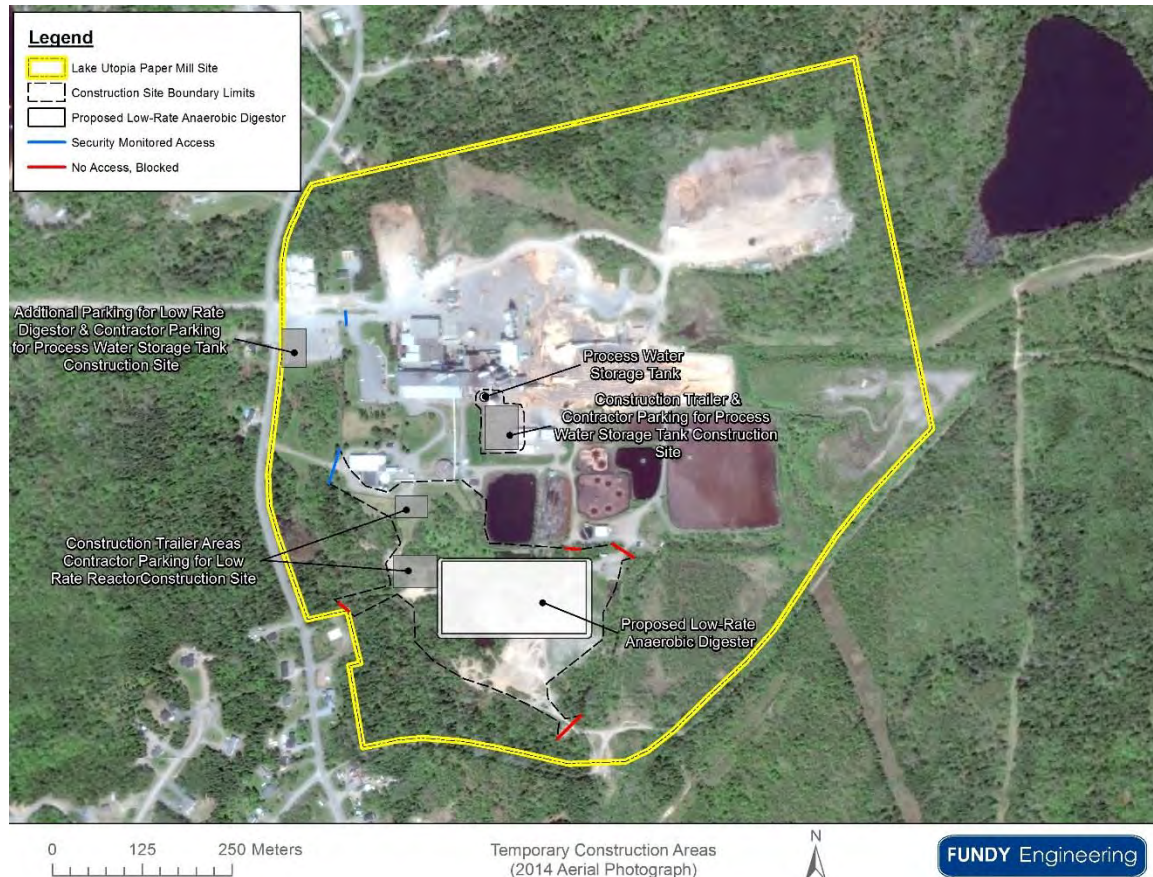 Legend
Lake Utopia Paper Mill Site
Construction Site Boundary Limits
Proposed Low-Rate Anaerobic Digestor
Security Monitored Access
No Access, Blocked
Addtional Parking for Low Rate
Digestor & Contractor Parking
for Process Water Storage Tank
Construction Site
Process Water
Storage Tank
Construction Trailer &
Contractor Parking for Process
Water Storage Tank Construction
Site
Construction Trailer Areas
Contractor Parking for Low
Rate ReactorConstruction Site
Proposed Low-Rate
Anaerobic Digester
0 125 250 Meters
Temporary Construction Areas
(2014 Aerial Photograph)
N
FUNDY Engineering